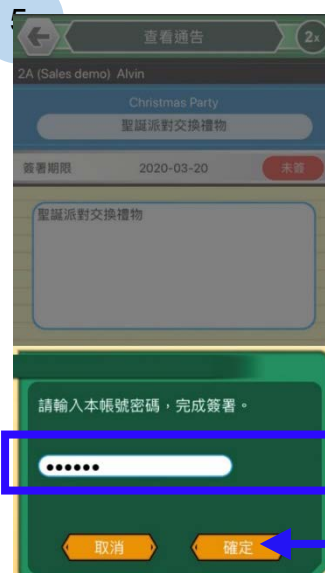 5
查看通告
2x
2A (Sales demo) Alvin
Christmas Party
聖誕派對交換禮物
簽署期限 2020-03-20 未簽
聖誕派對交換禮物
請輸入本帳號密碼，完成簽署。
••••••
取消 確定